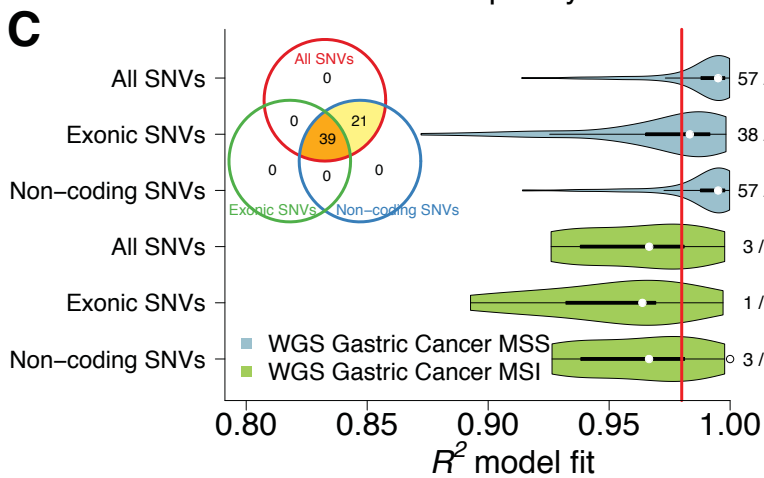 C
All SNVs
0
0
21
39
0
0
0
Exonic SNVs
Non−coding SNVs
All SNVs
57
Exonic SNVs
38
Non−coding SNVs
57
All SNVs
3 /
Exonic SNVs
1 /
Non−coding SNVs
3 /
WGS Gastric Cancer MSS
WGS Gastric Cancer MSI
0.80 0.85 0.90 0.95 1.00
R² model fit